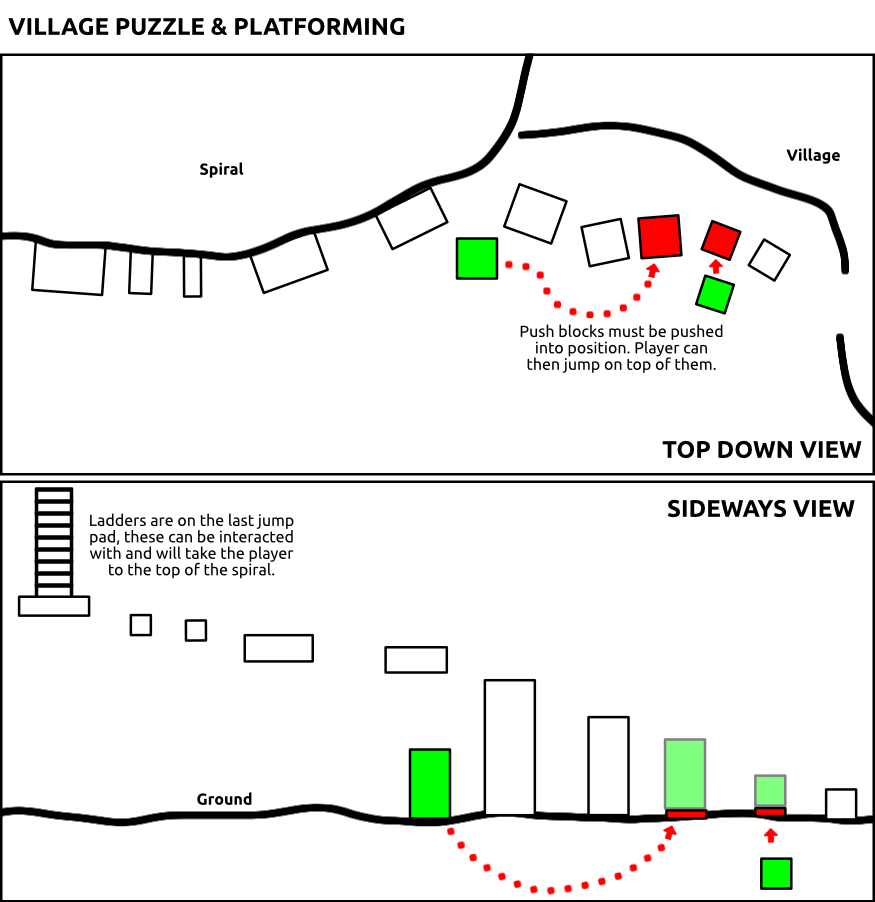 VILLAGE PUZZLE & PLATFORMING
Spiral
Village
Push blocks must be pushed
into position. Player can
then jump on top of them.
TOP DOWN VIEW
SIDEWAYS VIEW
Ladders are on the last jump
pad, these can be interacted
with and will take the player
to the top of the spiral.
Ground